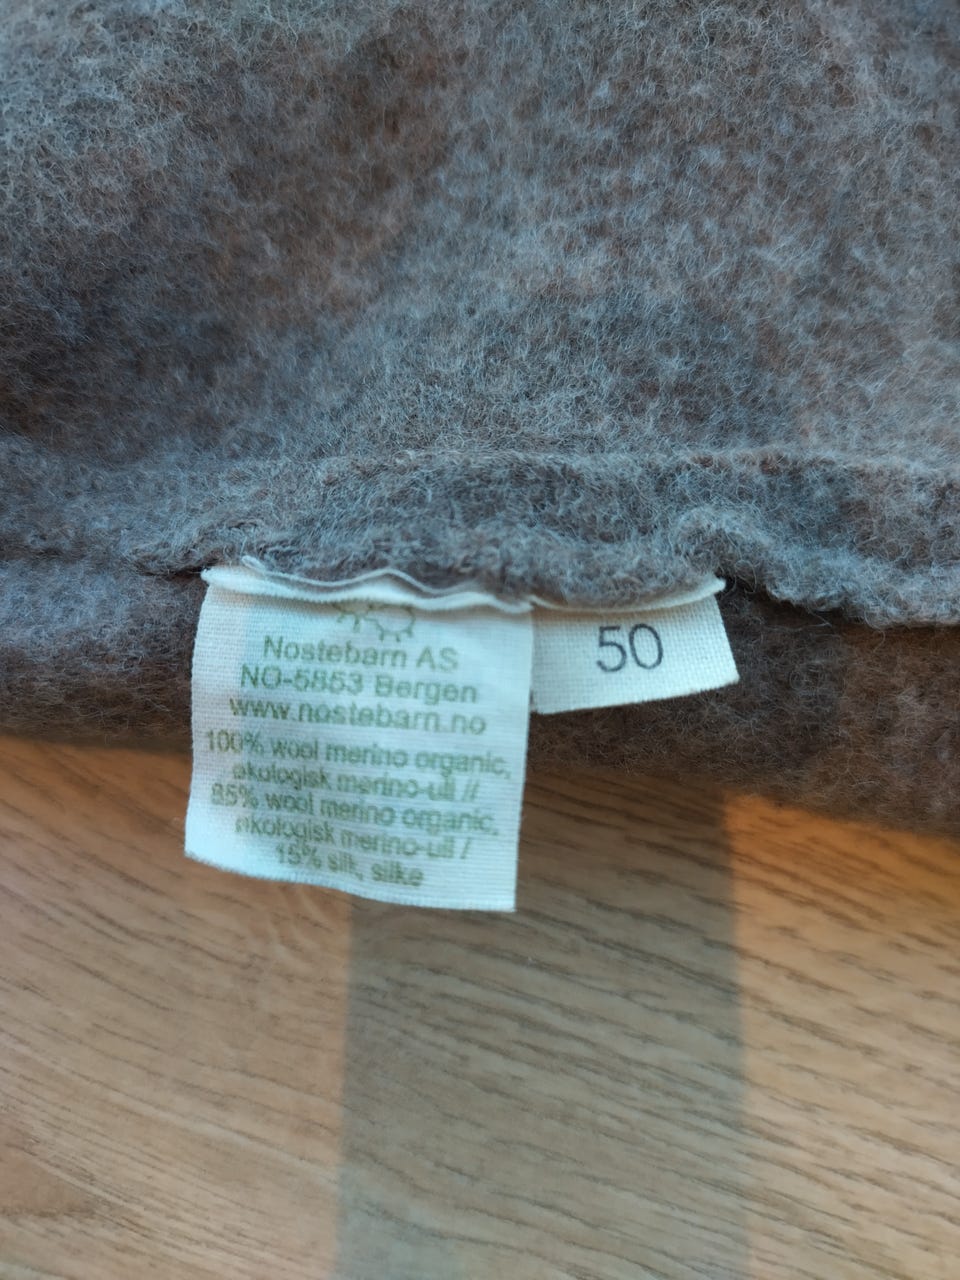 Nøstebarn AS
NO-5853 Bergen
www.nostebarn.no
100% wool merino organic,
økologisk merino-ull //
85% wool merino organic,
økologisk merino-ull /
15% silk, silke
50